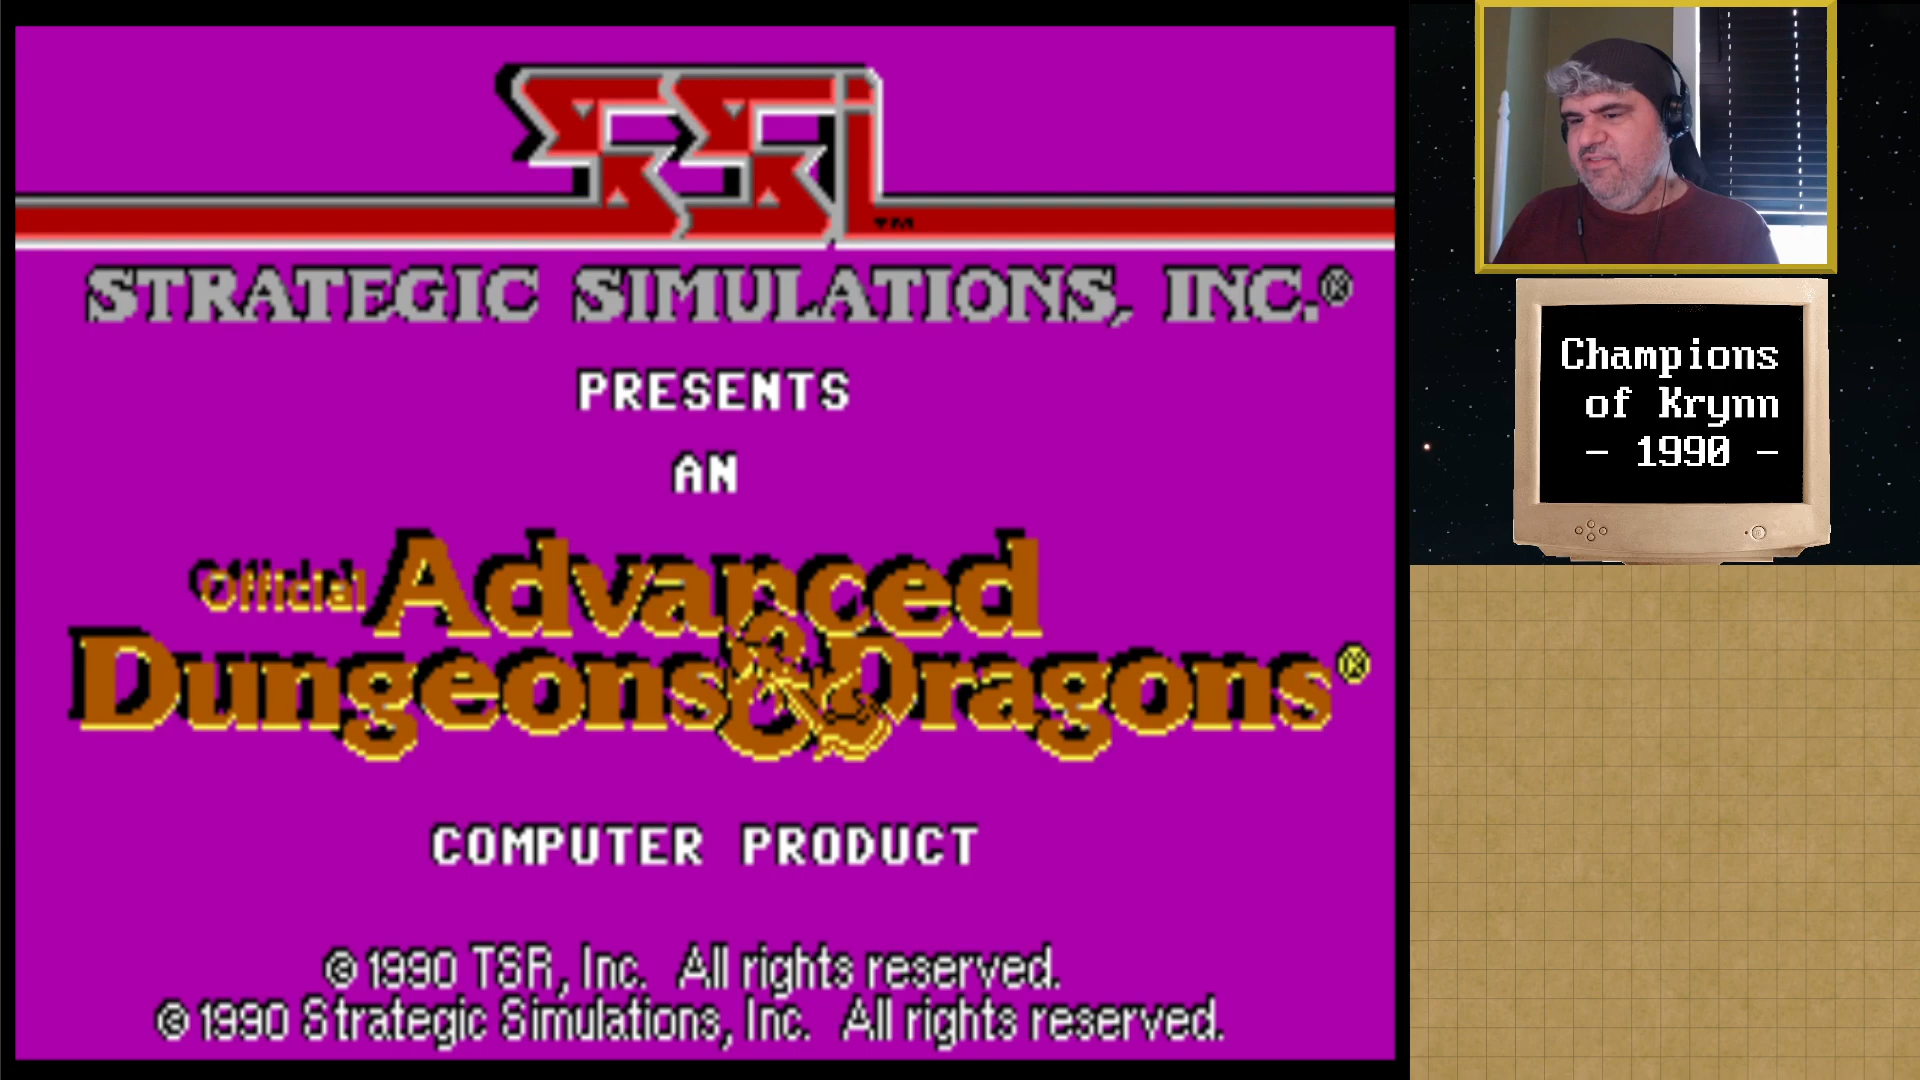 SSI™
STRATEGIC SIMULATIONS, INC.®
PRESENTS
AN
Official Advanced
Dungeons & Dragons®
COMPUTER PRODUCT
© 1990 TSR, Inc. All rights reserved.
© 1990 Strategic Simulations, Inc. All rights reserved.
Champions
of Krynn
- 1990 -